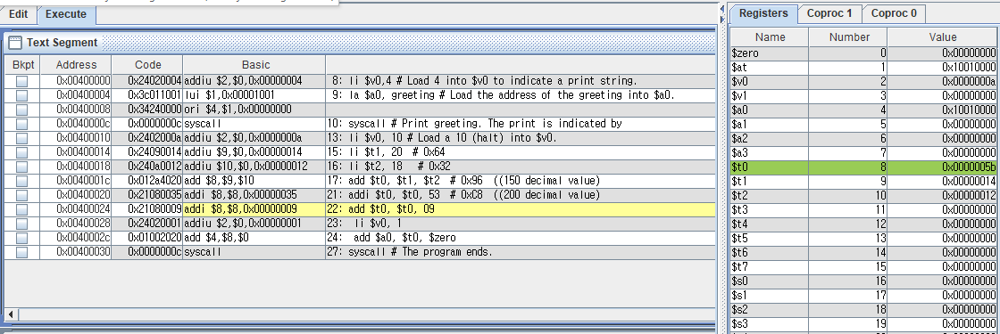 Edit Execute
Text Segment
Bkpt Address Code Basic
0x00400000 0x24020004 addiu $2,$0,0x00000004 8: li $v0,4 # Load 4 into $v0 to indicate a print string.
0x00400004 0x3c011001 lui $1,0x00001001 9: la $a0, greeting # Load the address of the greeting into $a0.
0x00400008 0x34240000 ori $4,$1,0x00000000
0x0040000c 0x0000000c syscall 10: syscall # Print greeting. The print is indicated by
0x00400010 0x2402000a addiu $2,$0,0x0000000a 13: li $v0, 10 # Load a 10 (halt) into $v0.
0x00400014 0x24090014 addiu $9,$0,0x00000014 15: li $t1, 20 # 0x64
0x00400018 0x240a0012 addiu $10,$0,0x00000012 16: li $t2, 18 # 0x32
0x0040001c 0x012a4020 add $8,$9,$10 17: add $t0, $t1, $t2 # 0x96 ((150 decimal value)
0x00400020 0x21080035 addi $8,$8,0x00000035 21: addi $t0, $t0, 53 # 0xC8 ((200 decimal value)
0x00400024 0x21080009 addi $8,$8,0x00000009 22: add $t0, $t0, 09
0x00400028 0x24020001 addiu $2,$0,0x00000001 23: li $v0, 1
0x0040002c 0x01002020 add $4,$8,$0 24: add $a0, $t0, $zero
0x00400030 0x0000000c syscall 27: syscall # The program ends.
Registers Coproc 1 Coproc 0
Name Number Value
$zero 0 0x00000000
$at 1 0x10010000
$v0 2 0x0000000a
$v1 3 0x00000000
$a0 4 0x10010000
$a1 5 0x00000000
$a2 6 0x00000000
$a3 7 0x00000000
$t0 8 0x0000005b
$t1 9 0x00000014
$t2 10 0x00000012
$t3 11 0x00000000
$t4 12 0x00000000
$t5 13 0x00000000
$t6 14 0x00000000
$t7 15 0x00000000
$s0 16 0x00000000
$s1 17 0x00000000
$s2 18 0x00000000
$s3 19 0x00000000